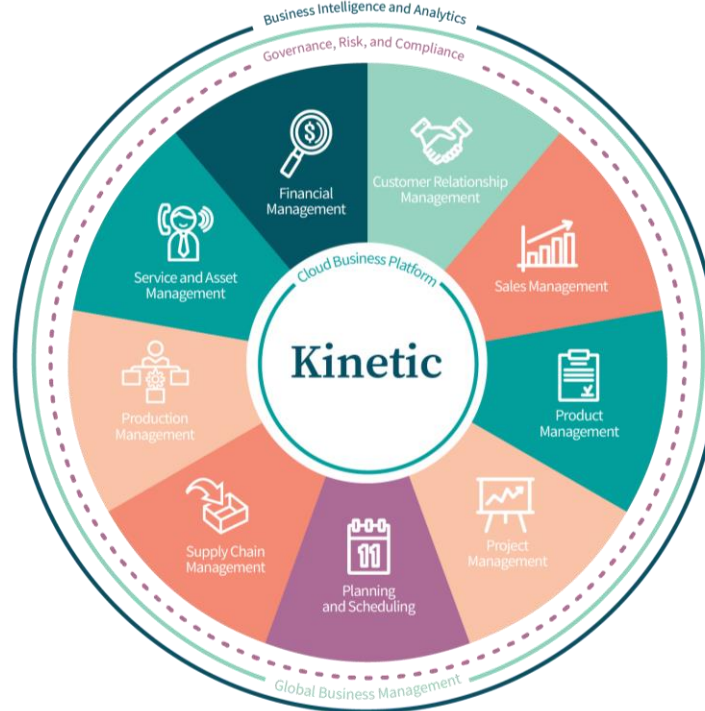 Business Intelligence and Analytics
Governance, Risk, and Compliance
Financial
Management
Customer Relationship
Management
Service and Asset
Management
Cloud Business Platform
Sales Management
Kinetic
Production
Management
Product
Management
Supply Chain
Management
11
Planning
and Scheduling
Project
Management
Global Business Management
$